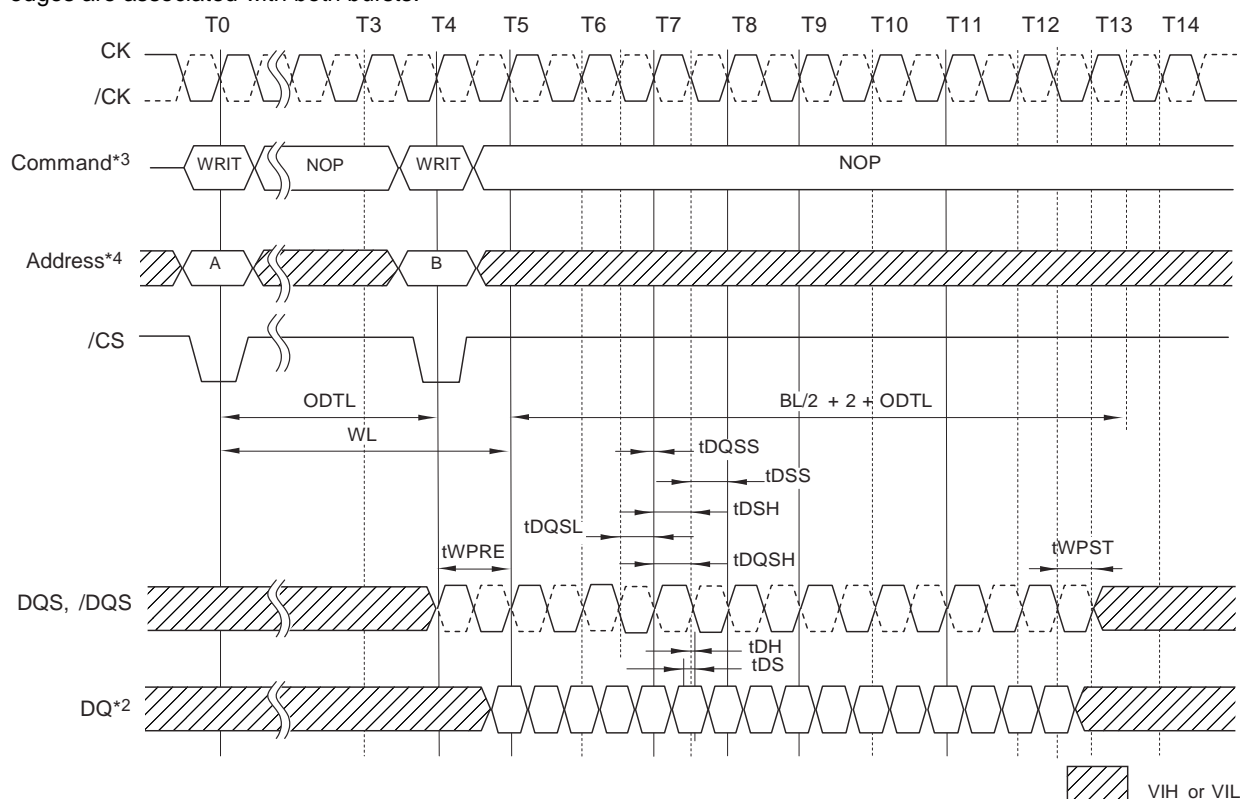 edges are associated with both bursts.
T0 T3 T4 T5 T6 T7 T8 T9 T10 T11 T12 T13 T14
CK
/CK
Command*3 WRIT NOP WRIT NOP
Address*4 A B
/CS
ODTL BL/2 + 2 + ODTL
WL
tDQSS
tDSS
tDSH
tDQSL
tWPRE tDQSH tWPST
DQS, /DQS
tDH
tDS
DQ*2
VIH or VIL